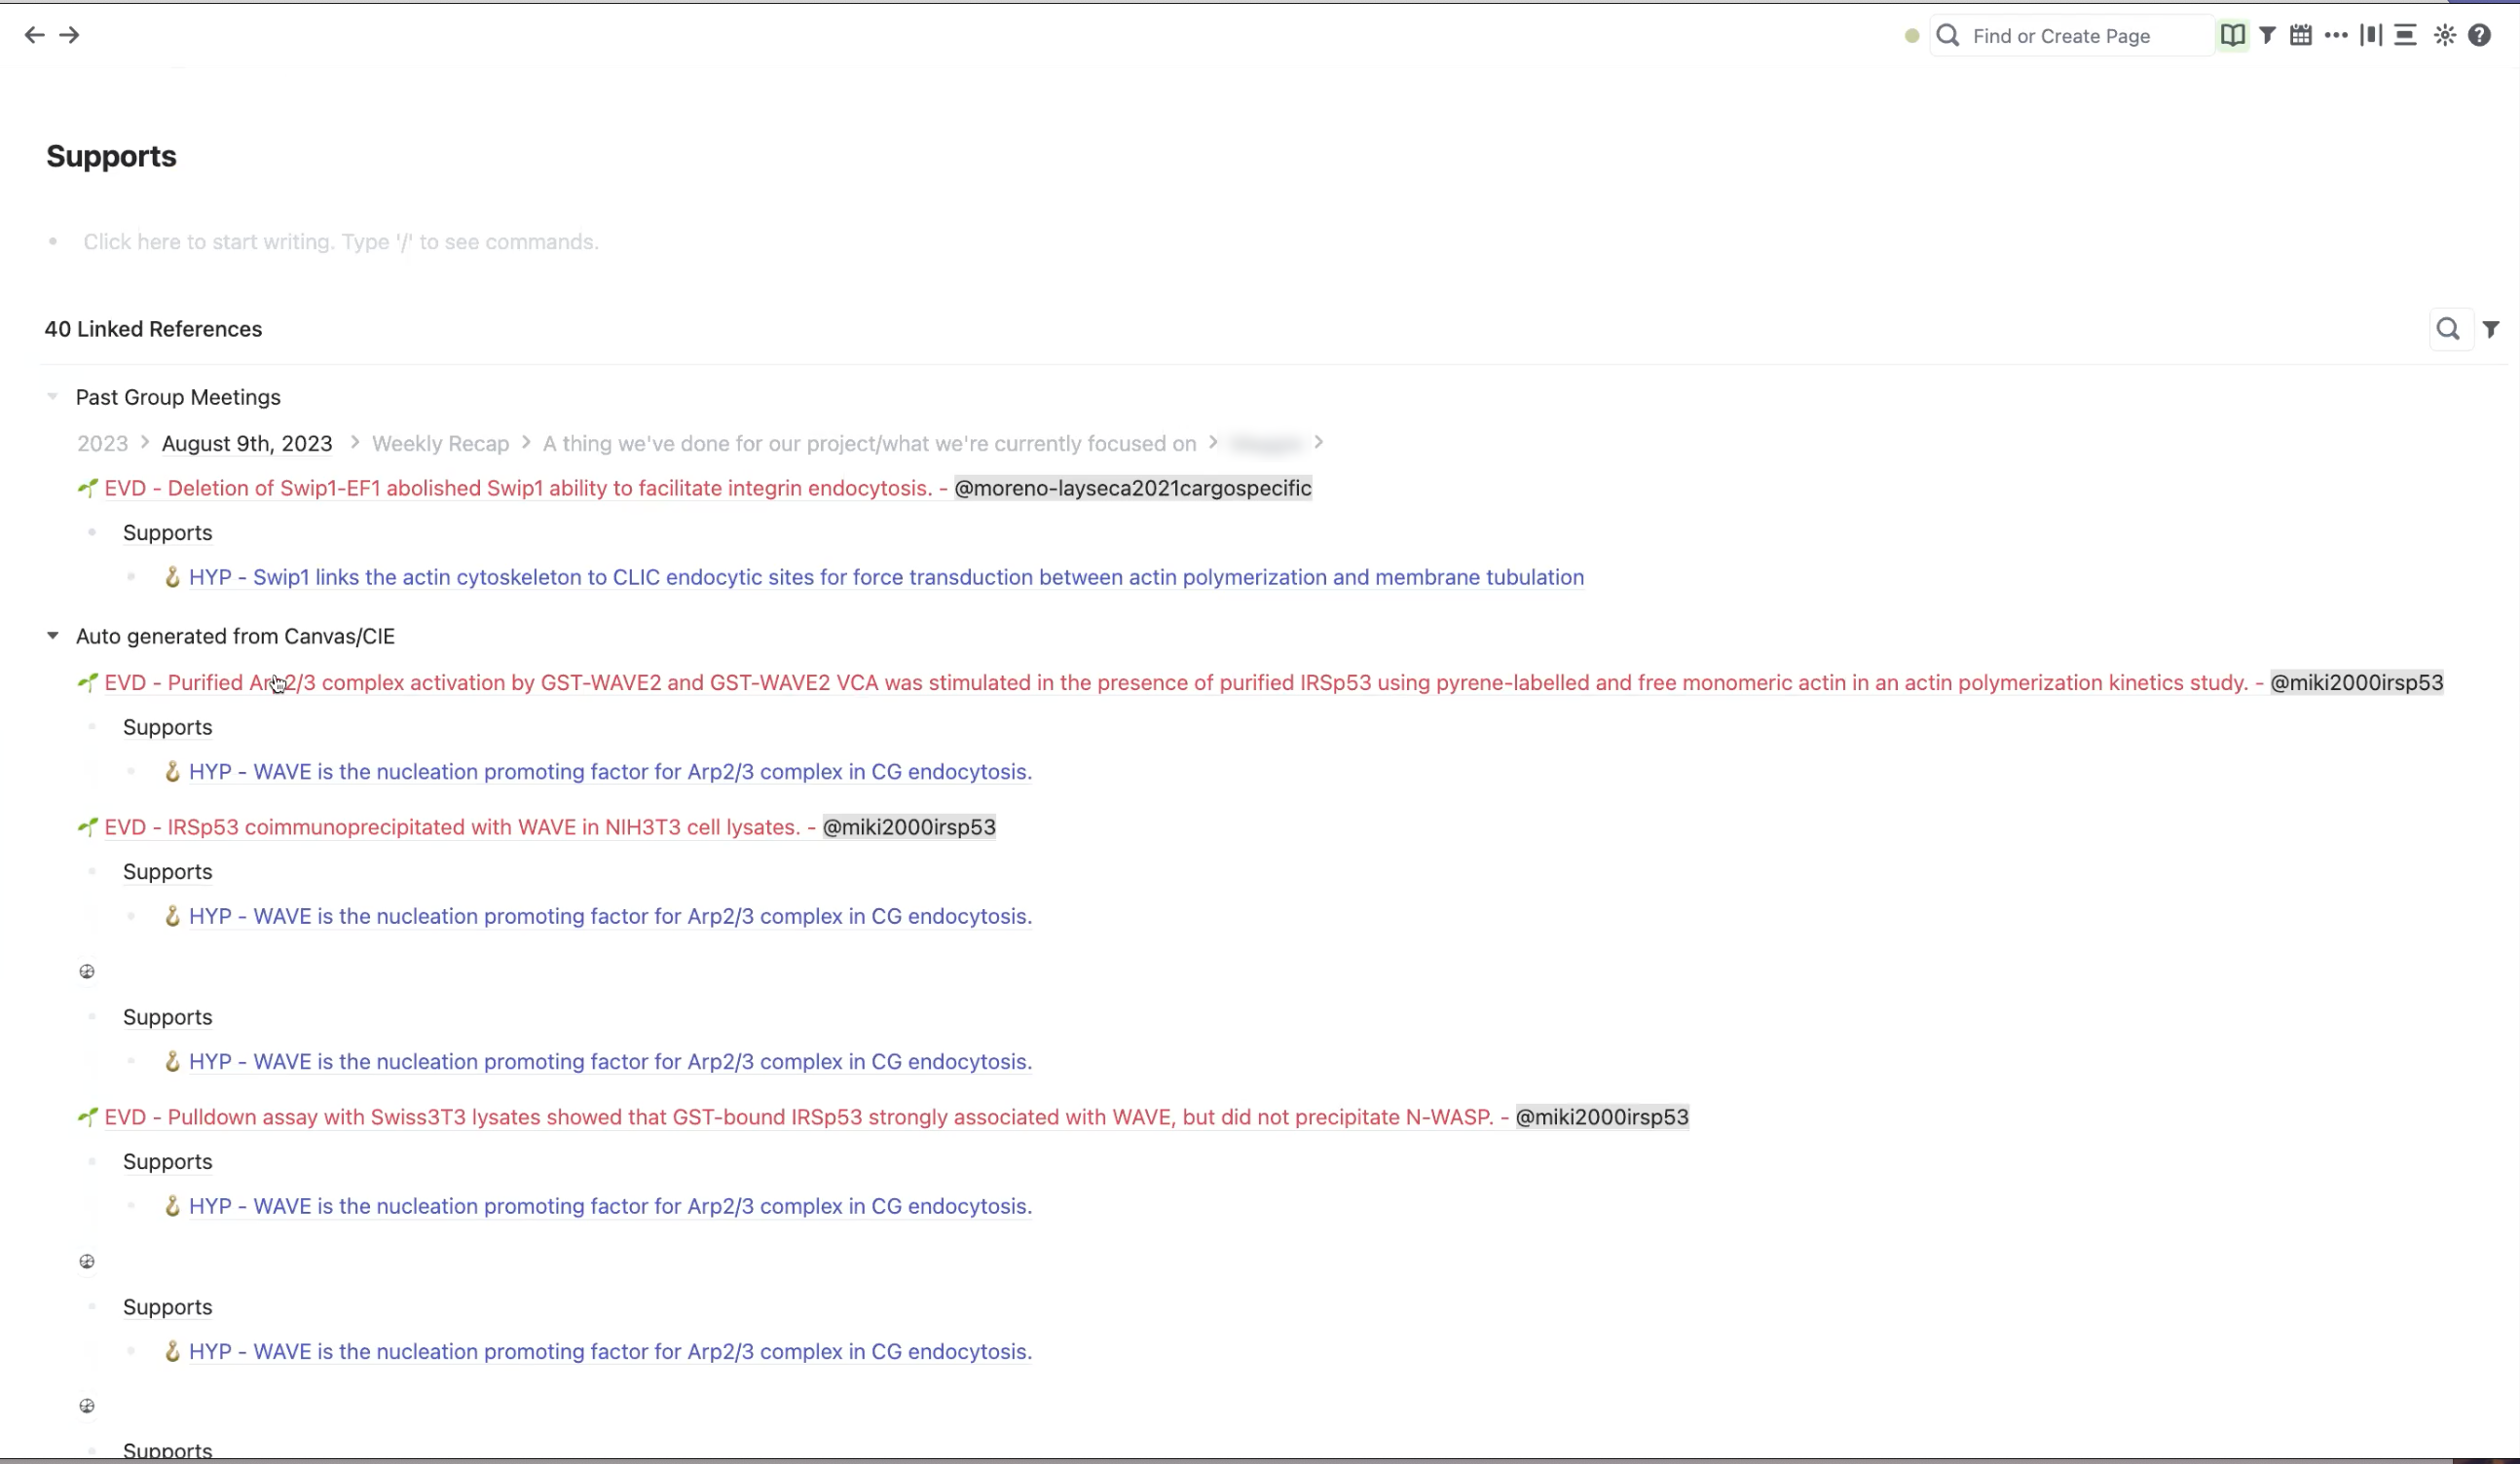 Find or Create Page
Supports
Click here to start writing. Type '/' to see commands.
40 Linked References
Past Group Meetings
2023 > August 9th, 2023 > Weekly Recap > A thing we've done for our project/what we're currently focused on > >
EVD - Deletion of Swip1-EF1 abolished Swip1 ability to facilitate integrin endocytosis. - @moreno-layseca2021cargospecific
Supports
HYP - Swip1 links the actin cytoskeleton to CLIC endocytic sites for force transduction between actin polymerization and membrane tubulation
Auto generated from Canvas/CIE
EVD - Purified Arp2/3 complex activation by GST-WAVE2 and GST-WAVE2 VCA was stimulated in the presence of purified IRSp53 using pyrene-labelled and free monomeric actin in an actin polymerization kinetics study. - @miki2000irsp53
Supports
HYP - WAVE is the nucleation promoting factor for Arp2/3 complex in CG endocytosis.
EVD - IRSp53 coimmunoprecipitated with WAVE in NIH3T3 cell lysates. - @miki2000irsp53
Supports
HYP - WAVE is the nucleation promoting factor for Arp2/3 complex in CG endocytosis.
Supports
HYP - WAVE is the nucleation promoting factor for Arp2/3 complex in CG endocytosis.
EVD - Pulldown assay with Swiss3T3 lysates showed that GST-bound IRSp53 strongly associated with WAVE, but did not precipitate N-WASP. - @miki2000irsp53
Supports
HYP - WAVE is the nucleation promoting factor for Arp2/3 complex in CG endocytosis.
Supports
HYP - WAVE is the nucleation promoting factor for Arp2/3 complex in CG endocytosis.
Supports